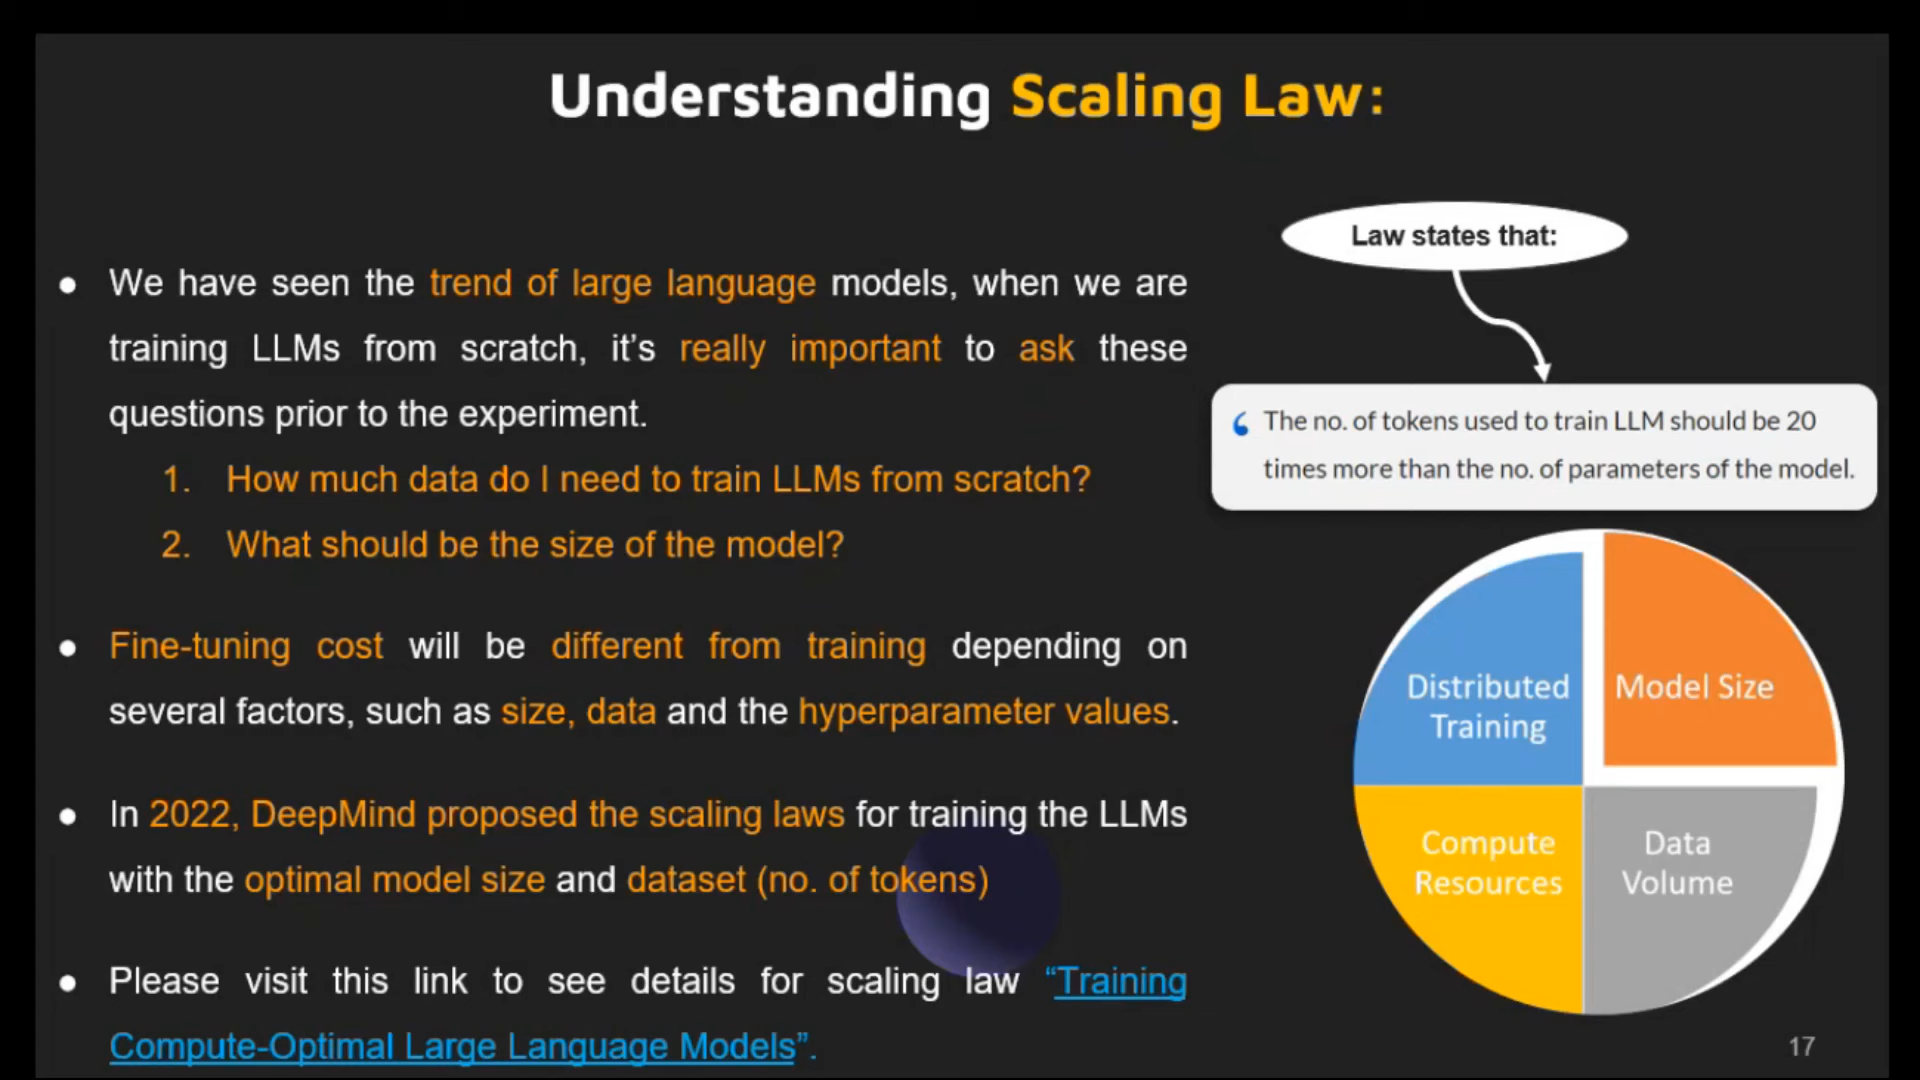 Understanding Scaling Law:
● We have seen the trend of large language models, when we are
training LLMs from scratch, it’s really important to ask these
questions prior to the experiment.
1. How much data do I need to train LLMs from scratch?
2. What should be the size of the model?
● Fine-tuning cost will be different from training depending on
several factors, such as size, data and the hyperparameter values.
● In 2022, DeepMind proposed the scaling laws for training the LLMs
with the optimal model size and dataset (no. of tokens)
● Please visit this link to see details for scaling law “Training
Compute-Optimal Large Language Models”.
Law states that:
The no. of tokens used to train LLM should be 20
times more than the no. of parameters of the model.
Distributed
Training
Model Size
Compute
Resources
Data
Volume
17